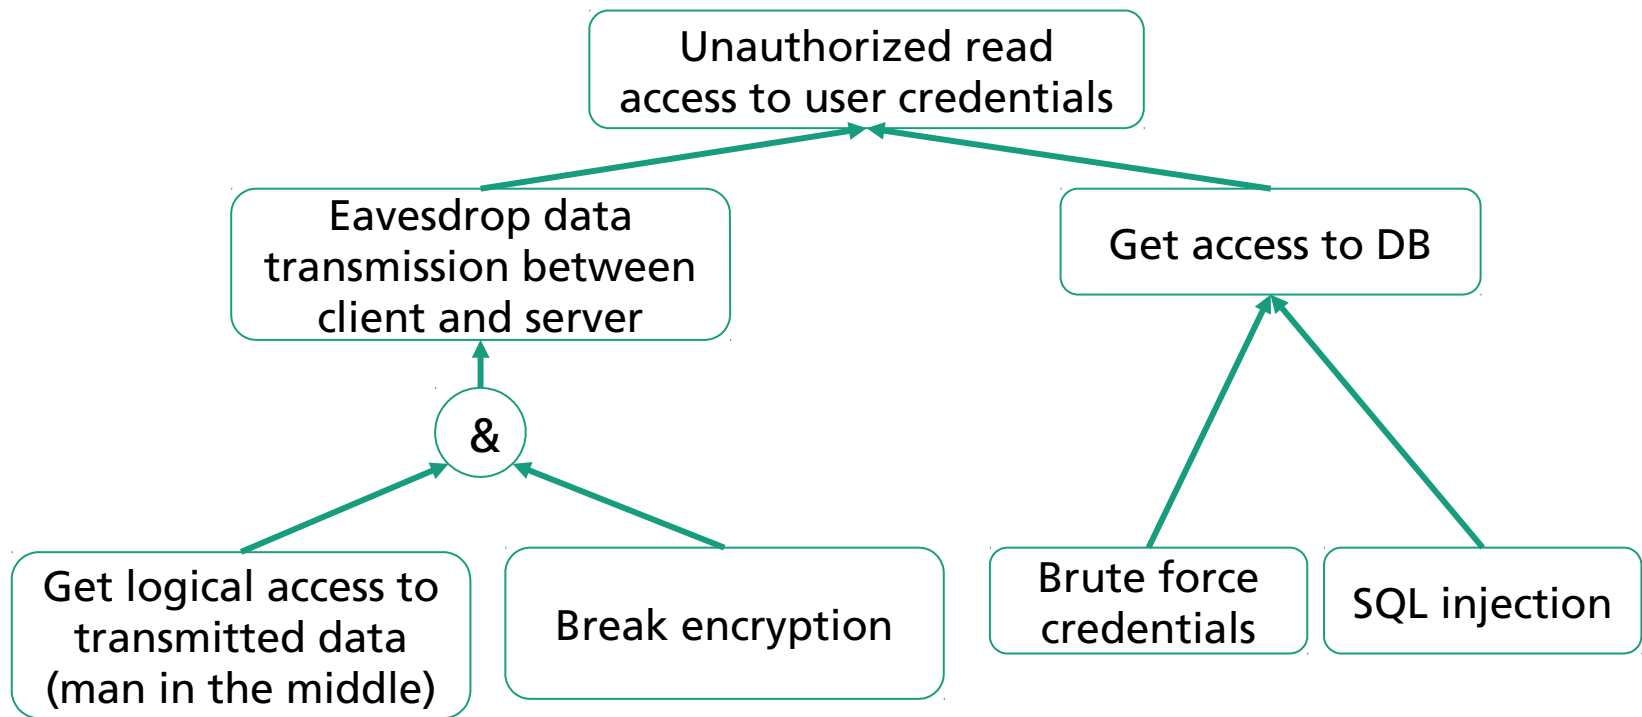 Unauthorized read
access to user credentials
Eavesdrop data
transmission between
client and server
Get access to DB
&
Get logical access to
transmitted data
(man in the middle)
Break encryption
Brute force
credentials
SQL injection